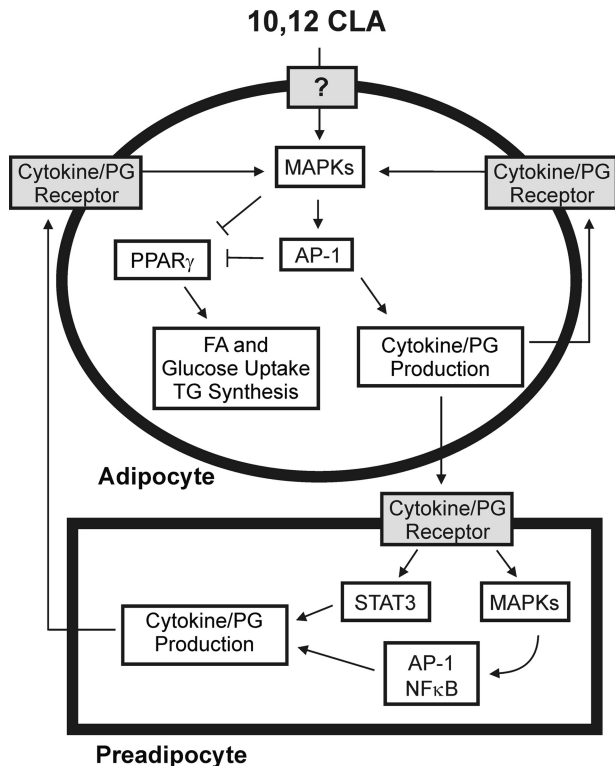 10,12 CLA
?
Cytokine/PG
Receptor
MAPKs
Cytokine/PG
Receptor
PPARγ
AP-1
FA and
Glucose Uptake
TG Synthesis
Cytokine/PG
Production
Adipocyte
Cytokine/PG
Receptor
STAT3
MAPKs
Cytokine/PG
Production
AP-1
NFκB
Preadipocyte